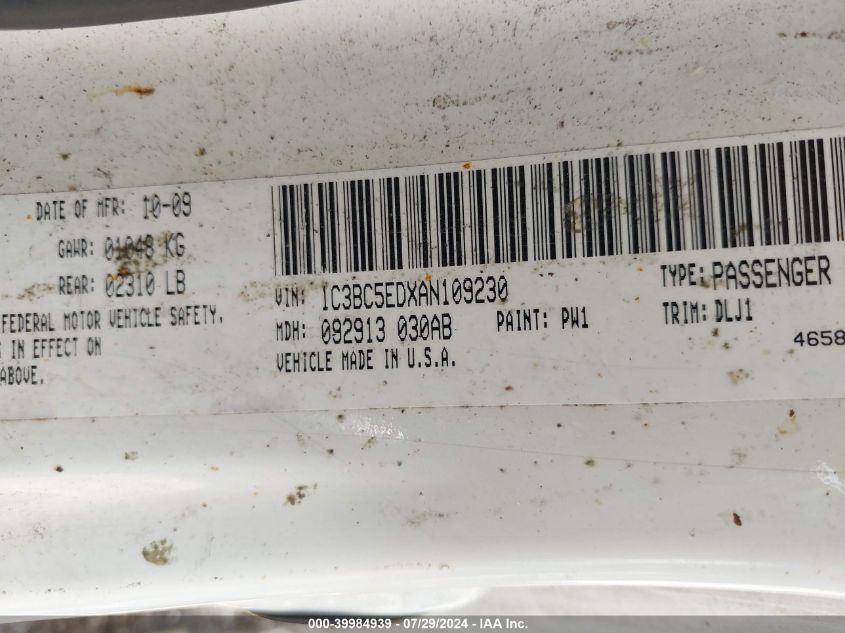 DATE OF MFR: 10-09
GAWR: 01048 KG
REAR: 02310 LB
FEDERAL MOTOR VEHICLE SAFETY,
IN EFFECT ON
ABOVE.
VIN: 1C3BC5EDXAN109230
TYPE: PASSENGER
MDH: 092913 030AB
PAINT: PW1
TRIM: DLJ1
VEHICLE MADE IN U.S.A.
4658
000-39984939 - 07/29/2024 - IAA Inc.